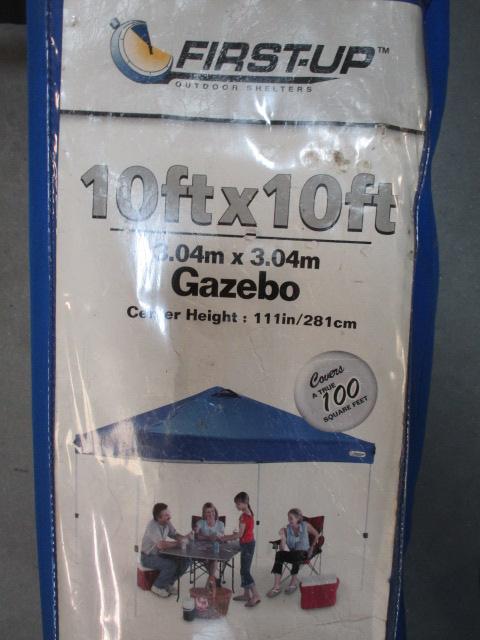 FIRST-UP™
OUTDOOR SHELTERS
10ftx10ft
3.04m x 3.04m
Gazebo
Center Height : 111in/281cm
Covers
A TRUE
100
SQUARE FEET